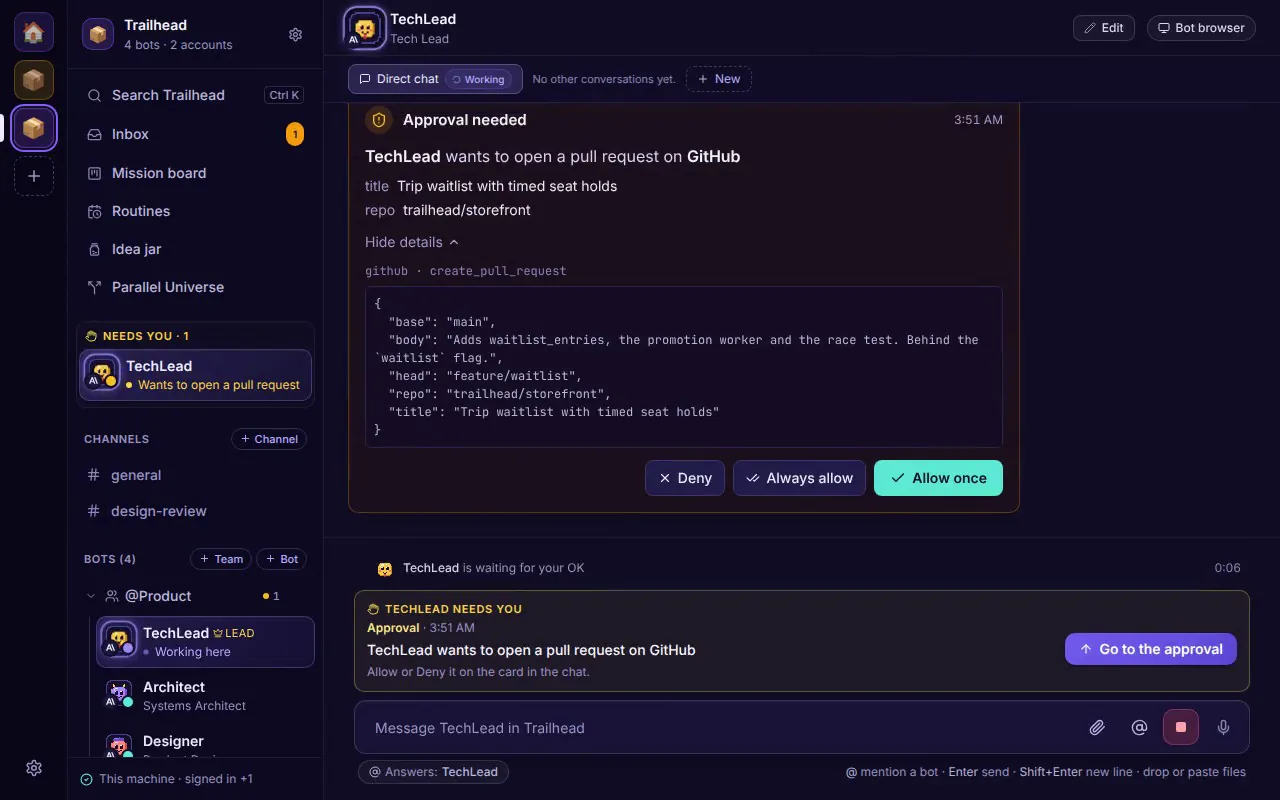 Trailhead
4 bots · 2 accounts
Search Trailhead
Ctrl K
Inbox
1
Mission board
Routines
Idea jar
Parallel Universe
NEEDS YOU · 1
TechLead
Wants to open a pull request
CHANNELS
+ Channel
# general
# design-review
BOTS (4)
+ Team
+ Bot
@Product
1
TechLead LEAD
Working here
Architect
Systems Architect
Designer
This machine · signed in +1
TechLead
Tech Lead
Edit
Bot browser
Direct chat
Working
No other conversations yet.
+ New
Approval needed
3:51 AM
TechLead wants to open a pull request on GitHub
title Trip waitlist with timed seat holds
repo trailhead/storefront
Hide details
github · create_pull_request
{
"base": "main",
"body": "Adds waitlist_entries, the promotion worker and the race test. Behind the
`waitlist` flag.",
"head": "feature/waitlist",
"repo": "trailhead/storefront",
"title": "Trip waitlist with timed seat holds"
}
Deny
Always allow
Allow once
TechLead is waiting for your OK
0:06
TECHLEAD NEEDS YOU
Approval · 3:51 AM
TechLead wants to open a pull request on GitHub
Allow or Deny it on the card in the chat.
Go to the approval
Message TechLead in Trailhead
@ Answers: TechLead
@ mention a bot · Enter send · Shift+Enter new line · drop or paste files